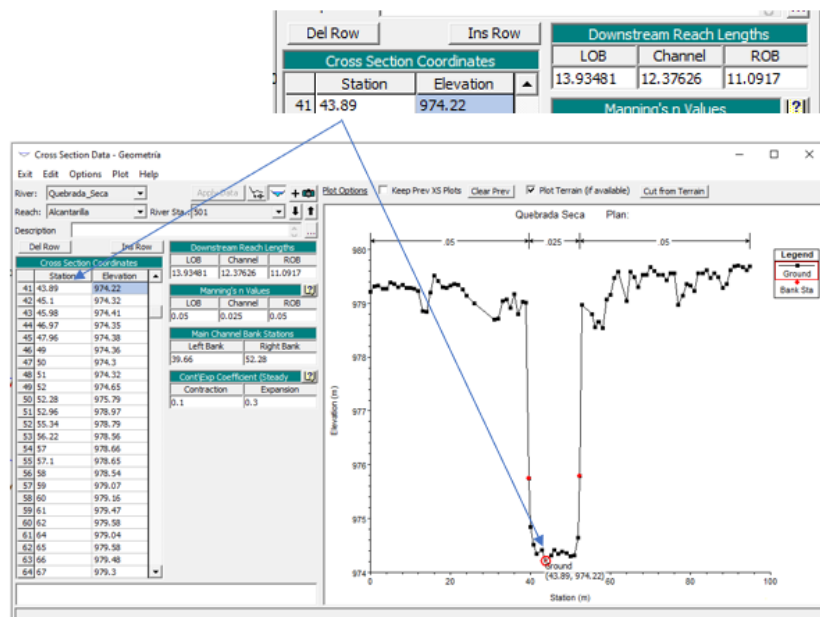 Del Row Ins Row
Downstream Reach Lengths
Cross Section Coordinates
LOB Channel ROB
Station Elevation
13.93481 12.37626 11.0917
41 43.89 974.22
Manning's n Values
Cross Section Data - Geometría
Exit Edit Options Plot Help
River: Quebrada_Seca
Apply Data
Plot Options Keep Prev XS Plots Clear Prev Plot Terrain (if available) Cut from Terrain
Reach: Alcantarilla River Sta.: 501
Description
Del Row Ins Row
Cross Section Coordinates
Station Elevation
41 43.89 974.22
42 45.1 974.32
43 45.98 974.41
44 46.97 974.35
45 47.96 974.38
46 49 974.36
47 50 974.3
48 51 974.32
49 52 974.65
50 52.28 975.79
51 52.96 978.97
52 55.34 978.79
53 56.22 978.56
54 57 978.66
55 57.1 978.65
56 58 978.54
57 59 979.07
58 60 979.16
59 61 979.47
60 62 979.58
61 64 979.04
62 65 979.58
63 66 979.48
64 67 979.3
Downstream Reach Lengths
LOB Channel ROB
13.93481 12.37626 11.0917
Manning's n Values
LOB Channel ROB
0.05 0.025 0.05
Main Channel Bank Stations
Left Bank Right Bank
39.66 52.28
Cont\Exp Coefficient (Steady
Contraction Expansion
0.1 0.3
Quebrada Seca Plan:
.05 .025 .05
980
979
978
977
976
975
974
Elevation (m)
0 20 40 60 80 100
Station (m)
Ground
(43.89, 974.22)
Legend
Ground
Bank Sta